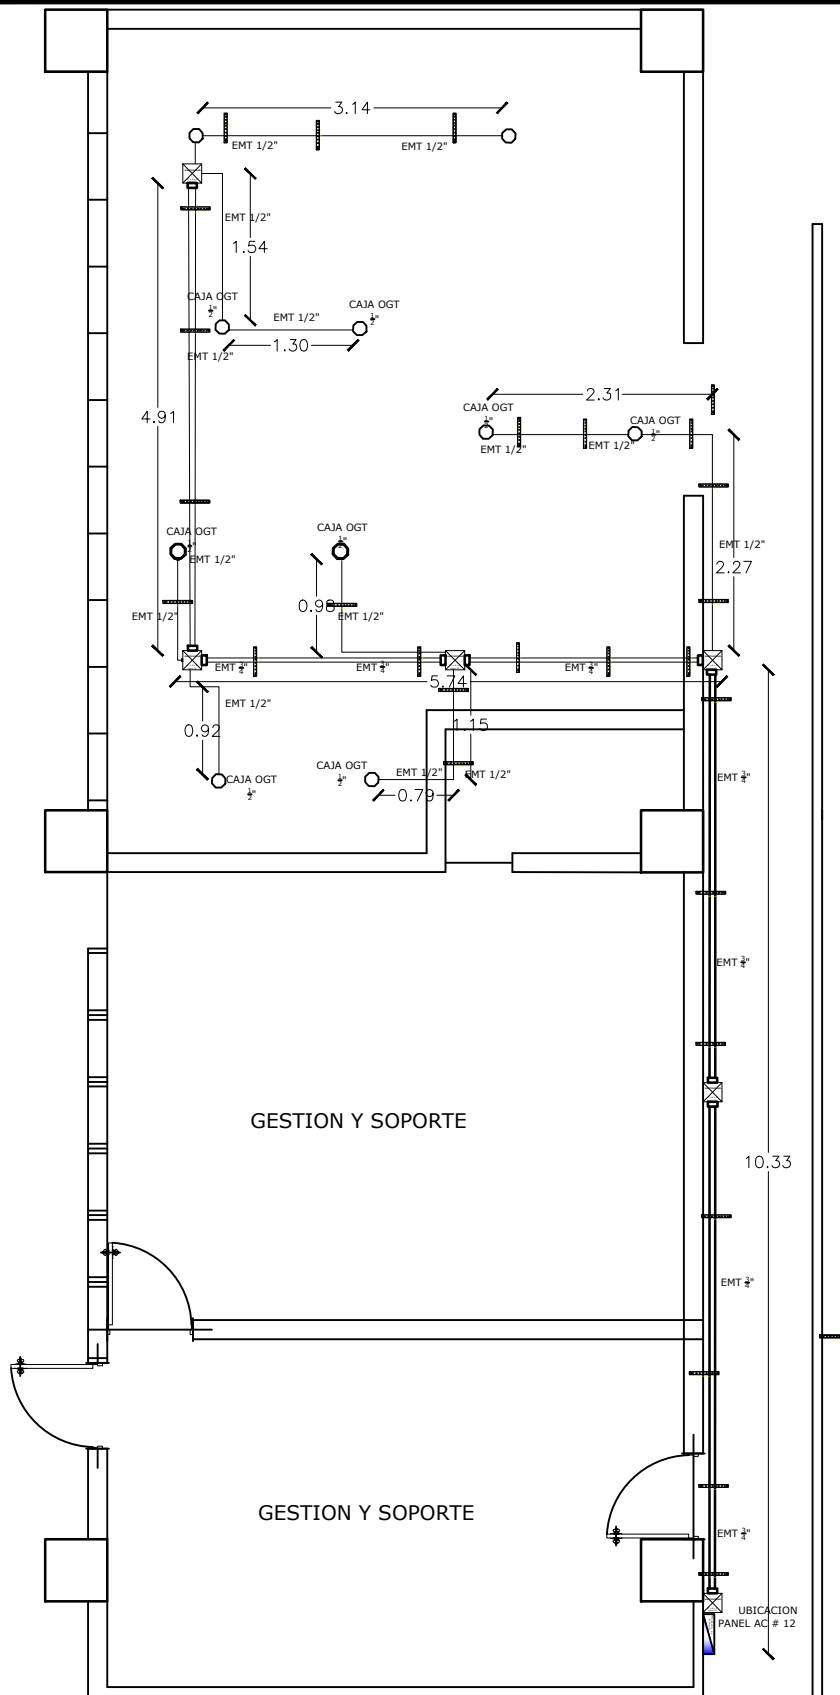 3.14
EMT 1/2"
EMT 1/2"
EMT 1/2"
1.54
CAJA OGT
1/2"
EMT 1/2"
CAJA OGT
1/2"
EMT 1/2"
1.30
2.31
4.91
CAJA OGT
1/2"
CAJA OGT
1/2"
EMT 1/2"
EMT 1/2"
CAJA OGT
1/2"
EMT 1/2"
CAJA OGT
1/2"
EMT 1/2"
2.27
0.98
EMT 1/2"
EMT 1/2"
EMT 3/4"
EMT 3/4"
EMT 3/4"
5.74
EMT 1/2"
0.92
1.15
CAJA OGT
1/2"
CAJA OGT
1/2"
EMT 1/2"
EMT 1/2"
0.79
EMT 3/4"
EMT 3/4"
GESTION Y SOPORTE
10.33
EMT 3/4"
GESTION Y SOPORTE
EMT 3/4"
UBICACION
PANEL AC # 12